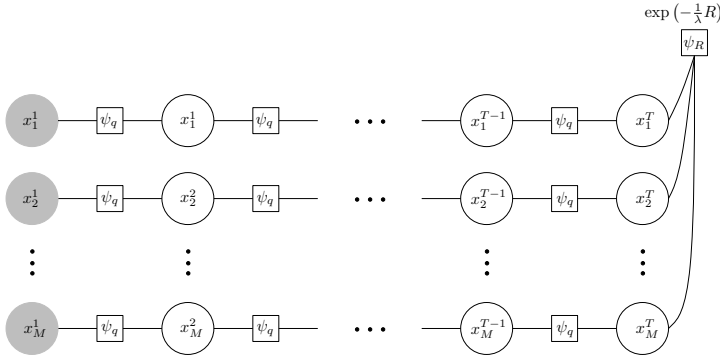 exp (−1/λ R)
ψ_R
x_1^1 ψ_q x_1^1 ψ_q ... x_1^{T−1} ψ_q x_1^T
x_2^1 ψ_q x_2^2 ψ_q ... x_2^{T−1} ψ_q x_2^T
x_M^1 ψ_q x_M^2 ψ_q ... x_M^{T−1} ψ_q x_M^T